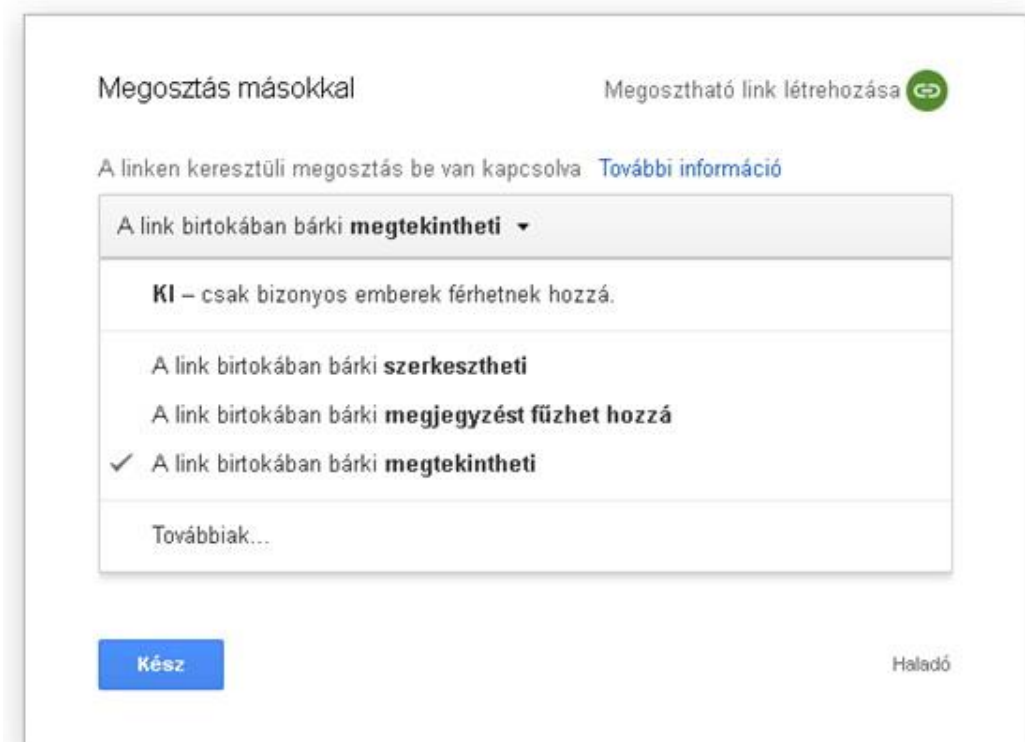 Megosztás másokkal
Megosztható link létrehozása
A linken keresztüli megosztás be van kapcsolva További információ
A link birtokában bárki megtekintheti
KI – csak bizonyos emberek férhetnek hozzá.
A link birtokában bárki szerkesztheti
A link birtokában bárki megjegyzést fűzhet hozzá
A link birtokában bárki megtekintheti
Továbbiak...
Kész
Haladó